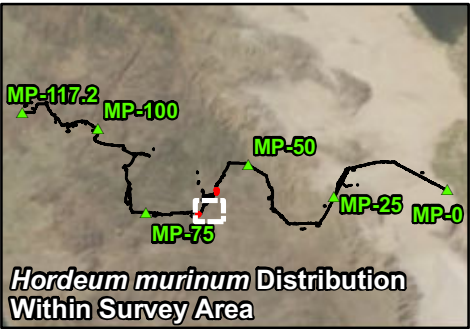 MP-117.2
MP-100
MP-50
MP-25
MP-0
MP-75
Hordeum murinum Distribution
Within Survey Area